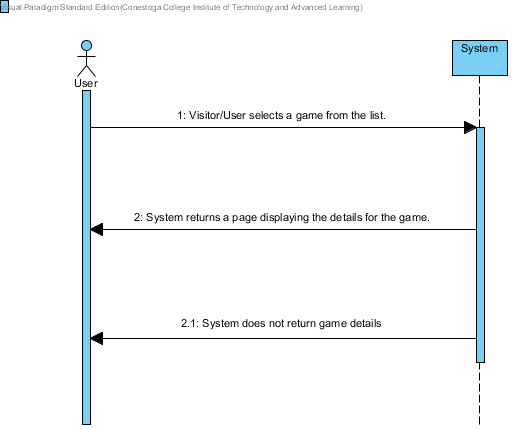 Visual Paradigm Standard Edition(Conestoga College Institute of Technology and Advanced Learning)
System
User
1: Visitor/User selects a game from the list.
2: System returns a page displaying the details for the game.
2.1: System does not return game details